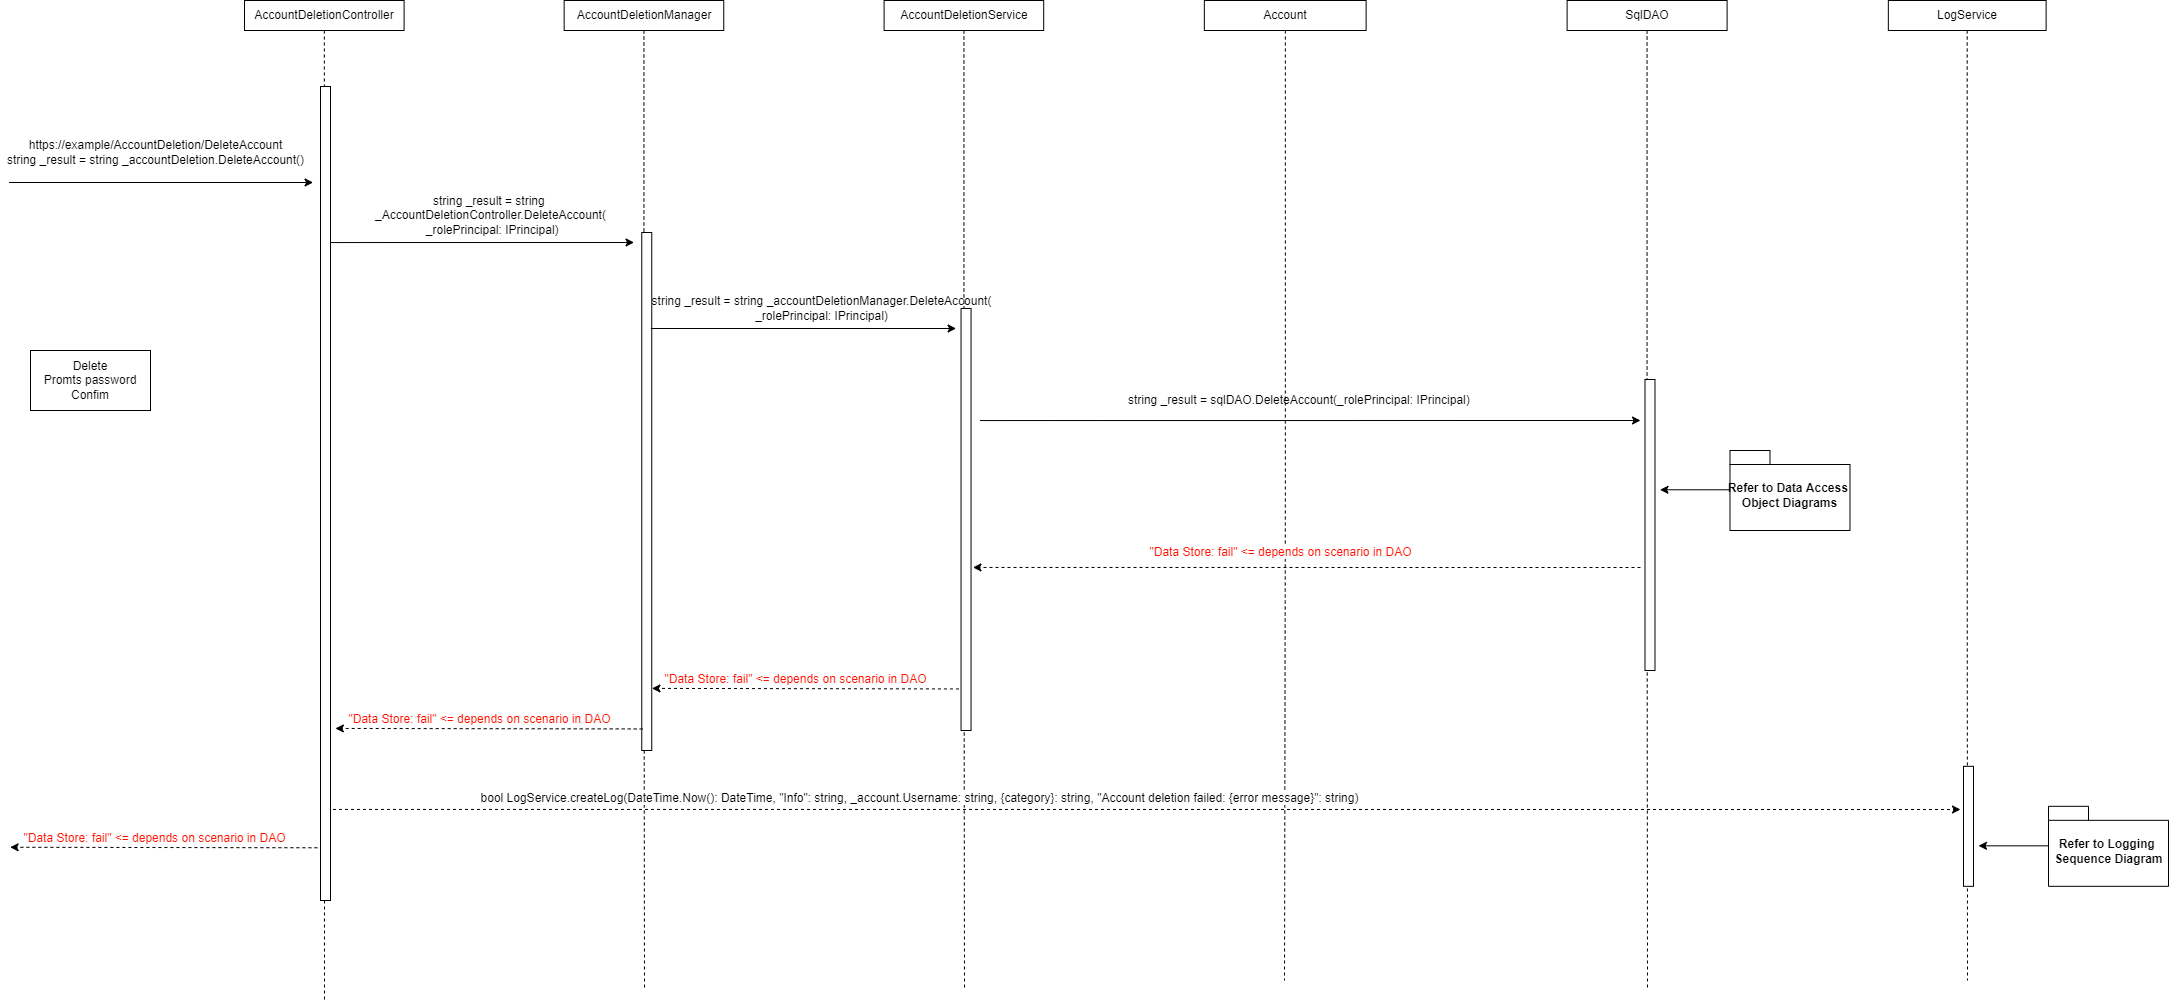 AccountDeletionController
AccountDeletionManager
AccountDeletionService
Account
SqlDAO
LogService
https://example/AccountDeletion/DeleteAccount
string _result = string _accountDeletion.DeleteAccount()
string _result = string
_AccountDeletionController.DeleteAccount(
_rolePrincipal: IPrincipal)
string _result = string _accountDeletionManager.DeleteAccount(
_rolePrincipal: IPrincipal)
Delete
Promts password
Confim
string _result = sqlDAO.DeleteAccount(_rolePrincipal: IPrincipal)
Refer to Data Access
Object Diagrams
"Data Store: fail" <= depends on scenario in DAO
"Data Store: fail" <= depends on scenario in DAO
"Data Store: fail" <= depends on scenario in DAO
bool LogService.createLog(DateTime.Now(): DateTime, "Info": string, _account.Username: string, {category}: string, "Account deletion failed: {error message}": string)
"Data Store: fail" <= depends on scenario in DAO
Refer to Logging
Sequence Diagram